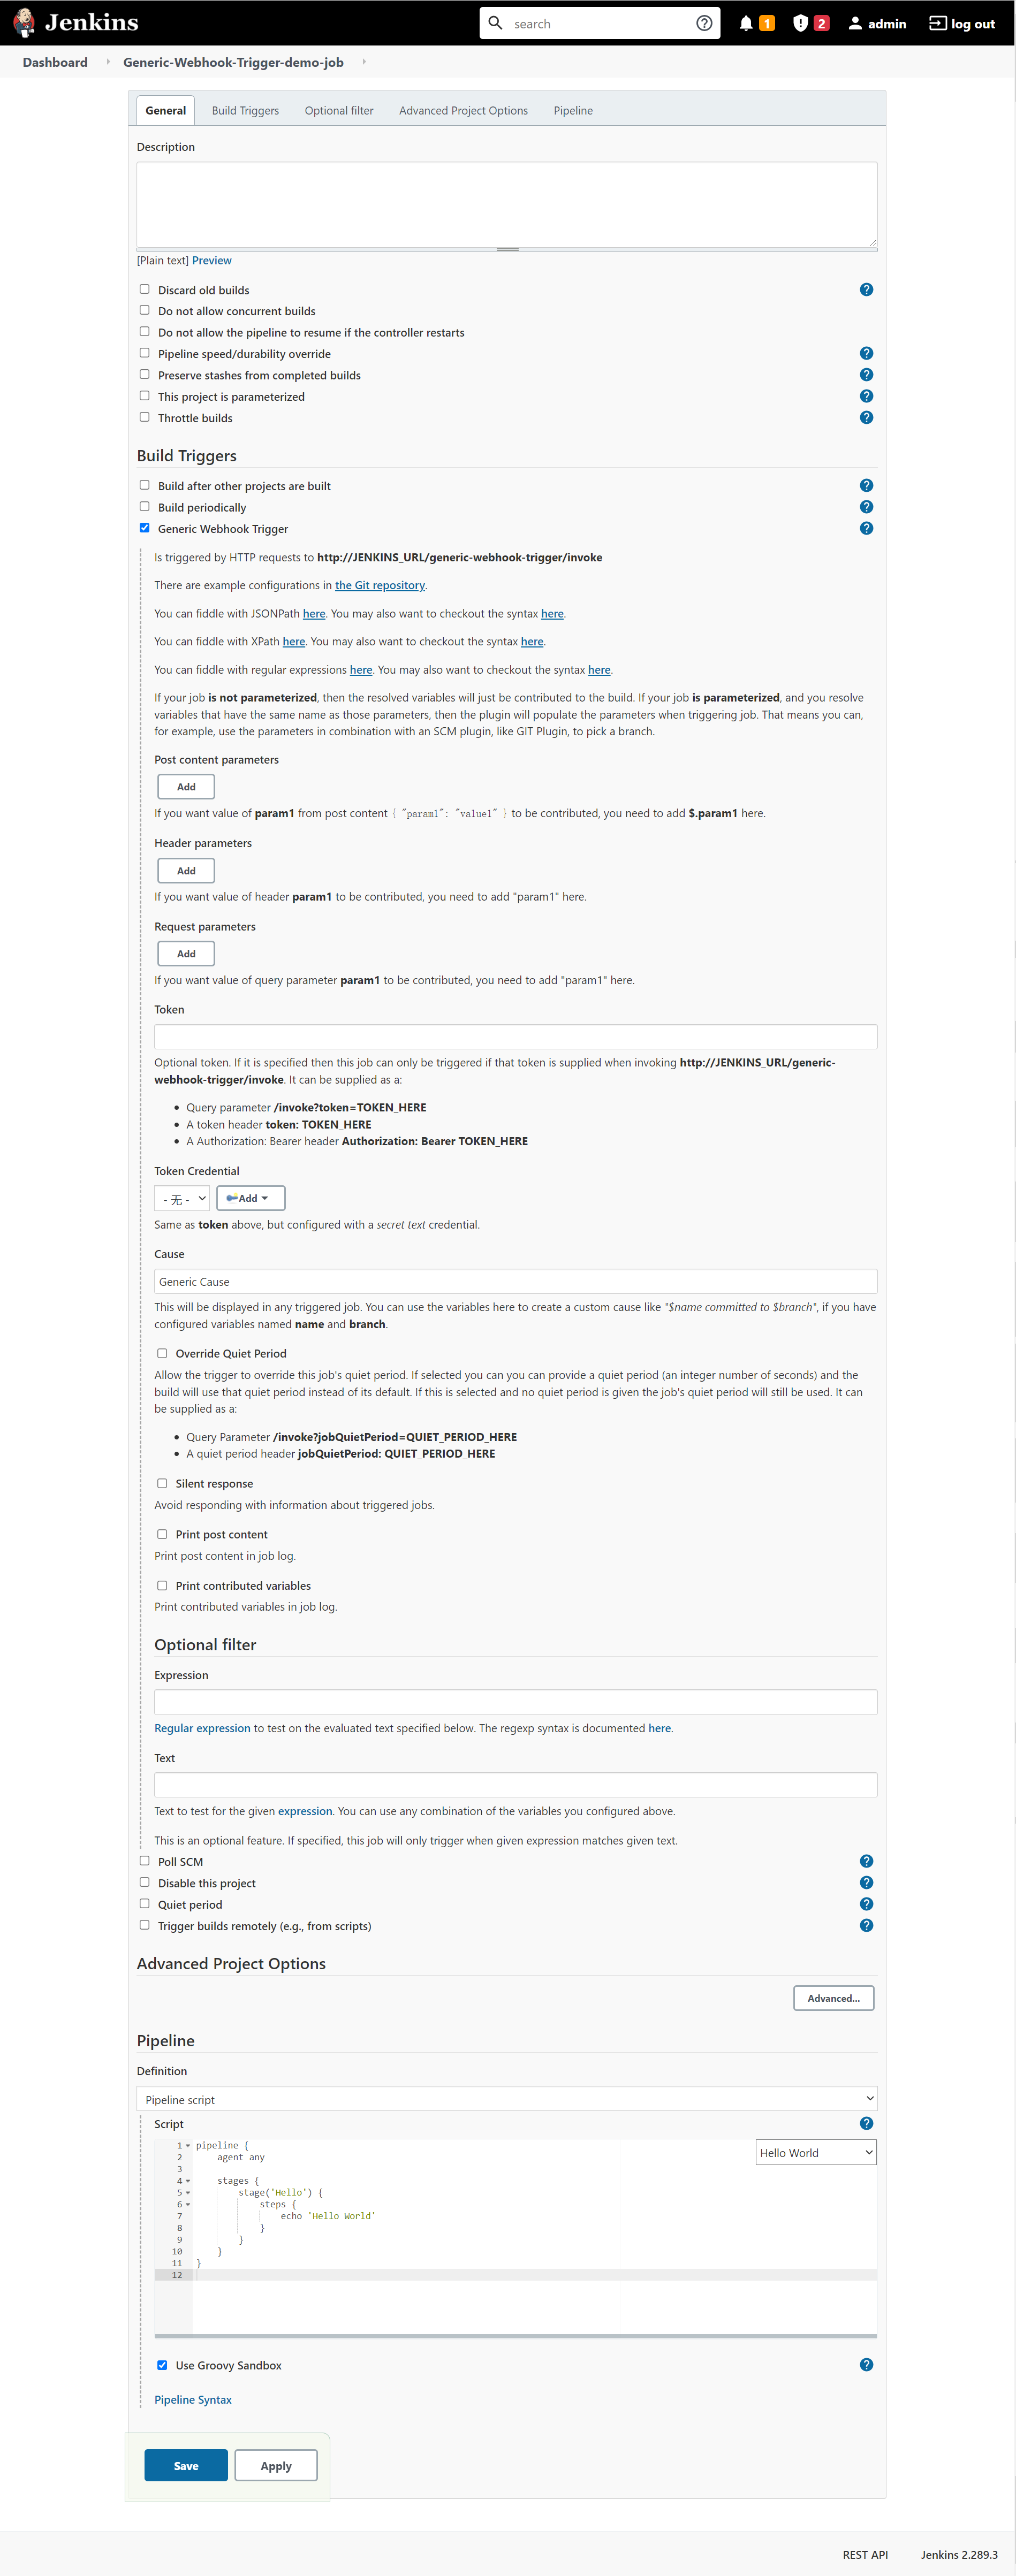 Jenkins
search
1
2
admin
log out
Dashboard
Generic-Webhook-Trigger-demo-job
General
Build Triggers
Optional filter
Advanced Project Options
Pipeline
Description
[Plain text] Preview
Discard old builds
Do not allow concurrent builds
Do not allow the pipeline to resume if the controller restarts
Pipeline speed/durability override
Preserve stashes from completed builds
This project is parameterized
Throttle builds
Build Triggers
Build after other projects are built
Build periodically
Generic Webhook Trigger
Is triggered by HTTP requests to http://JENKINS_URL/generic-webhook-trigger/invoke
There are example configurations in the Git repository.
You can fiddle with JSONPath here. You may also want to checkout the syntax here.
You can fiddle with XPath here. You may also want to checkout the syntax here.
You can fiddle with regular expressions here. You may also want to checkout the syntax here.
If your job is not parameterized, then the resolved variables will just be contributed to the build. If your job is parameterized, and you resolve
variables that have the same name as those parameters, then the plugin will populate the parameters when triggering job. That means you can,
for example, use the parameters in combination with an SCM plugin, like GIT Plugin, to pick a branch.
Post content parameters
Add
If you want value of param1 from post content { "param1": "value1" } to be contributed, you need to add $.param1 here.
Header parameters
Add
If you want value of header param1 to be contributed, you need to add "param1" here.
Request parameters
Add
If you want value of query parameter param1 to be contributed, you need to add "param1" here.
Token
Optional token. If it is specified then this job can only be triggered if that token is supplied when invoking http://JENKINS_URL/generic-
webhook-trigger/invoke. It can be supplied as a:
• Query parameter /invoke?token=TOKEN_HERE
• A token header token: TOKEN_HERE
• A Authorization: Bearer header Authorization: Bearer TOKEN_HERE
Token Credential
- 无 -
Add
Same as token above, but configured with a secret text credential.
Cause
Generic Cause
This will be displayed in any triggered job. You can use the variables here to create a custom cause like "$name committed to $branch", if you have
configured variables named name and branch.
Override Quiet Period
Allow the trigger to override this job's quiet period. If selected you can you can provide a quiet period (an integer number of seconds) and the
build will use that quiet period instead of its default. If this is selected and no quiet period is given the job's quiet period will still be used. It can
be supplied as a:
• Query Parameter /invoke?jobQuietPeriod=QUIET_PERIOD_HERE
• A quiet period header jobQuietPeriod: QUIET_PERIOD_HERE
Silent response
Avoid responding with information about triggered jobs.
Print post content
Print post content in job log.
Print contributed variables
Print contributed variables in job log.
Optional filter
Expression
Regular expression to test on the evaluated text specified below. The regexp syntax is documented here.
Text
Text to test for the given expression. You can use any combination of the variables you configured above.
This is an optional feature. If specified, this job will only trigger when given expression matches given text.
Poll SCM
Disable this project
Quiet period
Trigger builds remotely (e.g., from scripts)
Advanced Project Options
Advanced...
Pipeline
Definition
Pipeline script
Script
Hello World
1 pipeline {
2 agent any
3
4 stages {
5 stage('Hello') {
6 steps {
7 echo 'Hello World'
8 }
9 }
10 }
11 }
12
Use Groovy Sandbox
Pipeline Syntax
Save
Apply
REST API
Jenkins 2.289.3